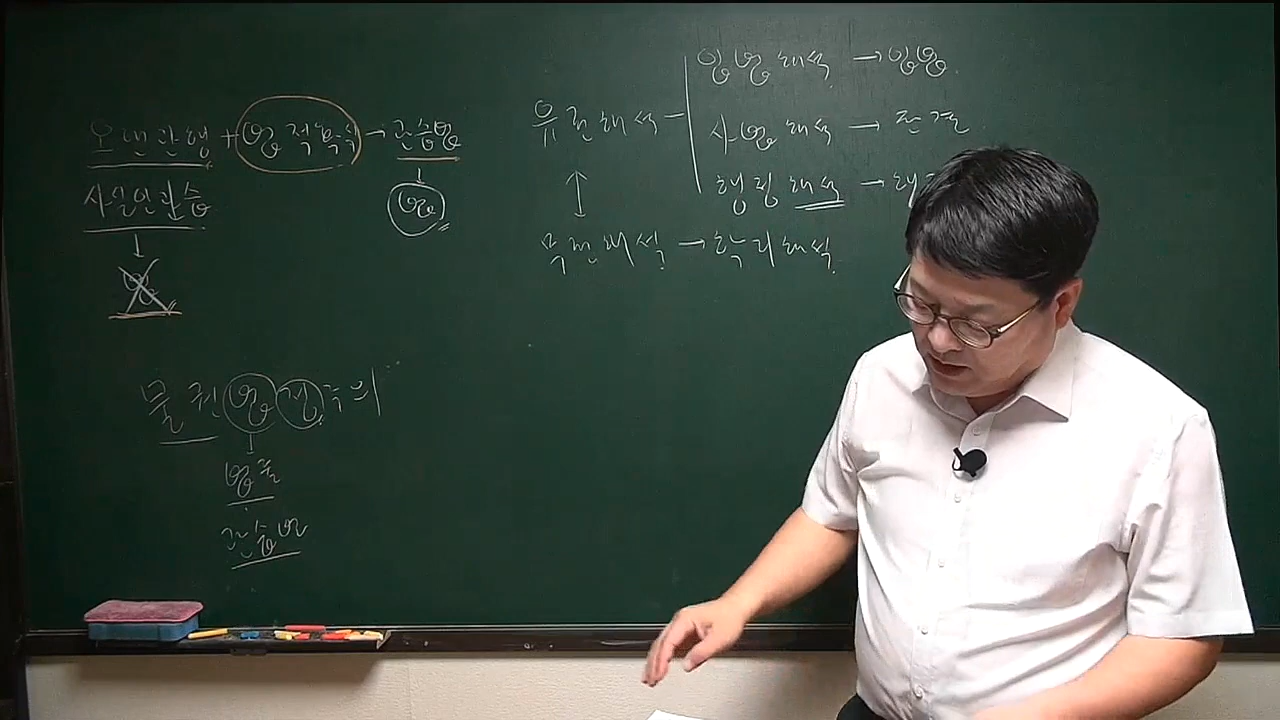 오랜관행 + 법적확신 → 관습법
↓
법
사실인관습
↓
법
물권법정주의
↓
법률
관습법
유권해석
입법해석 → 입법
사법해석 → 판결
행정해석 →
↕
무권해석 → 학리해석